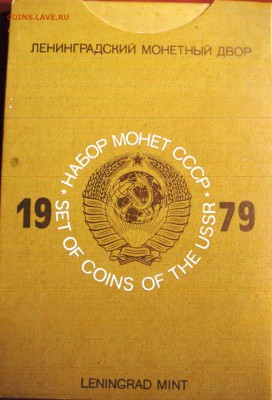 COINS.LAVE.RU
ЛЕНИНГРАДСКИЙ МОНЕТНЫЙ ДВОР
НАБОР МОНЕТ СССР
19 79
SET OF COINS OF THE USSR
LENINGRAD MINT